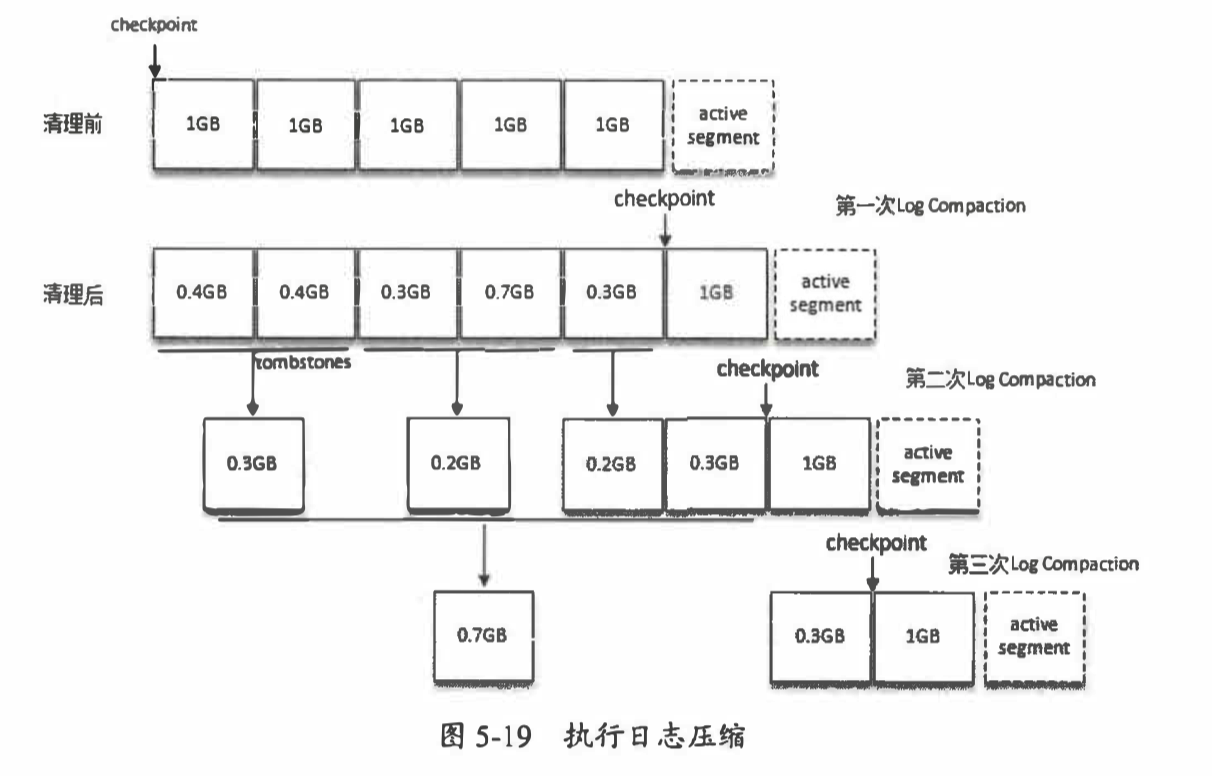 checkpoint
清理前
1GB
1GB
1GB
1GB
1GB
active
segment
checkpoint
第一次Log Compaction
清理后
0.4GB
0.4GB
0.3GB
0.7GB
0.3GB
1GB
active
segment
tombstones
checkpoint
第二次Log Compaction
0.3GB
0.2GB
0.2GB
0.3GB
1GB
active
segment
checkpoint
第三次Log Compaction
0.7GB
0.3GB
1GB
active
segment
图 5-19 执行日志压缩